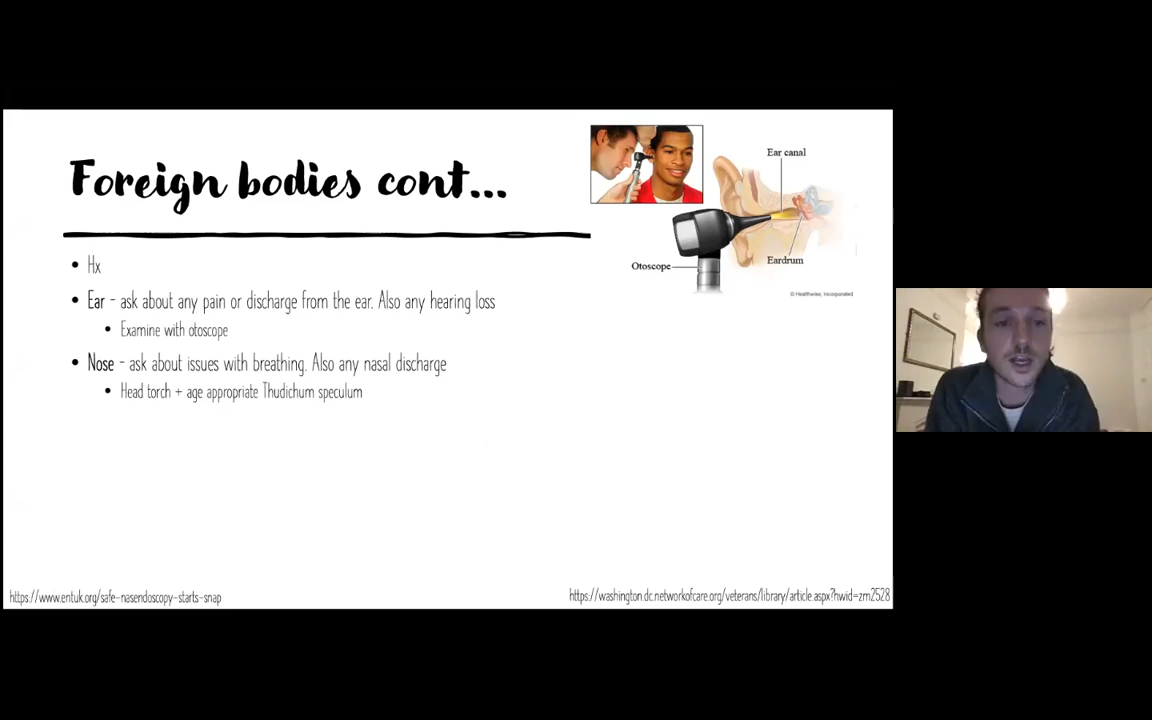 Foreign bodies cont...
Ear canal
Otoscope
Eardrum
© Healthwise, Incorporated
• Hx
• Ear - ask about any pain or discharge from the ear. Also any hearing loss
• Examine with otoscope
• Nose - ask about issues with breathing. Also any nasal discharge
• Head torch + age appropriate Thudichum speculum
https://www.entuk.org/safe-nasendoscopy-starts-snap
https://washington.dc.networkofcare.org/veterans/library/article.aspx?hwid=zm2528